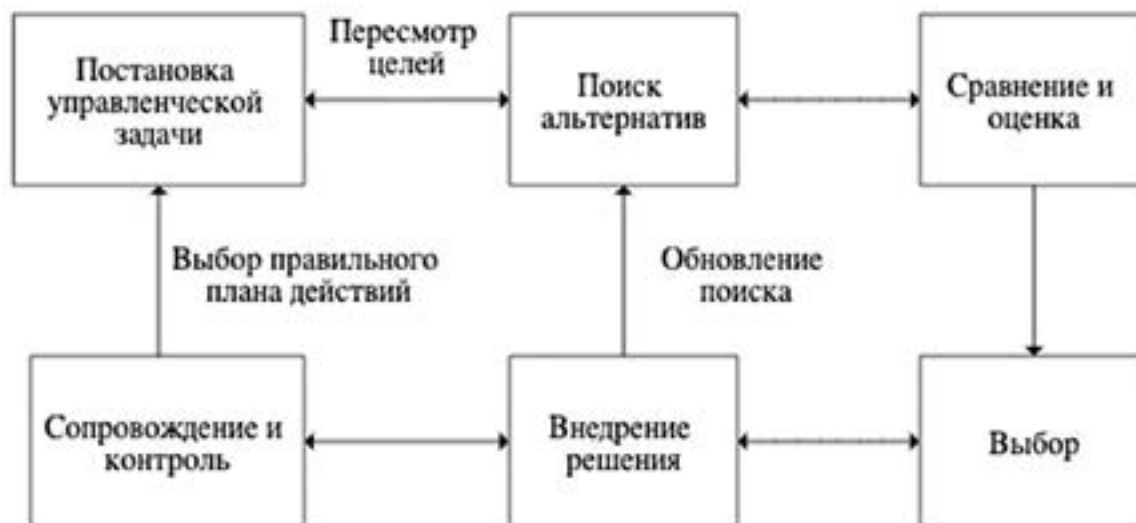 Постановка
управленческой
задачи
Пересмотр
целей
Поиск
альтернатив
Сравнение и
оценка
Выбор правильного
плана действий
Обновление
поиска
Сопровождение и
контроль
Внедрение
решения
Выбор